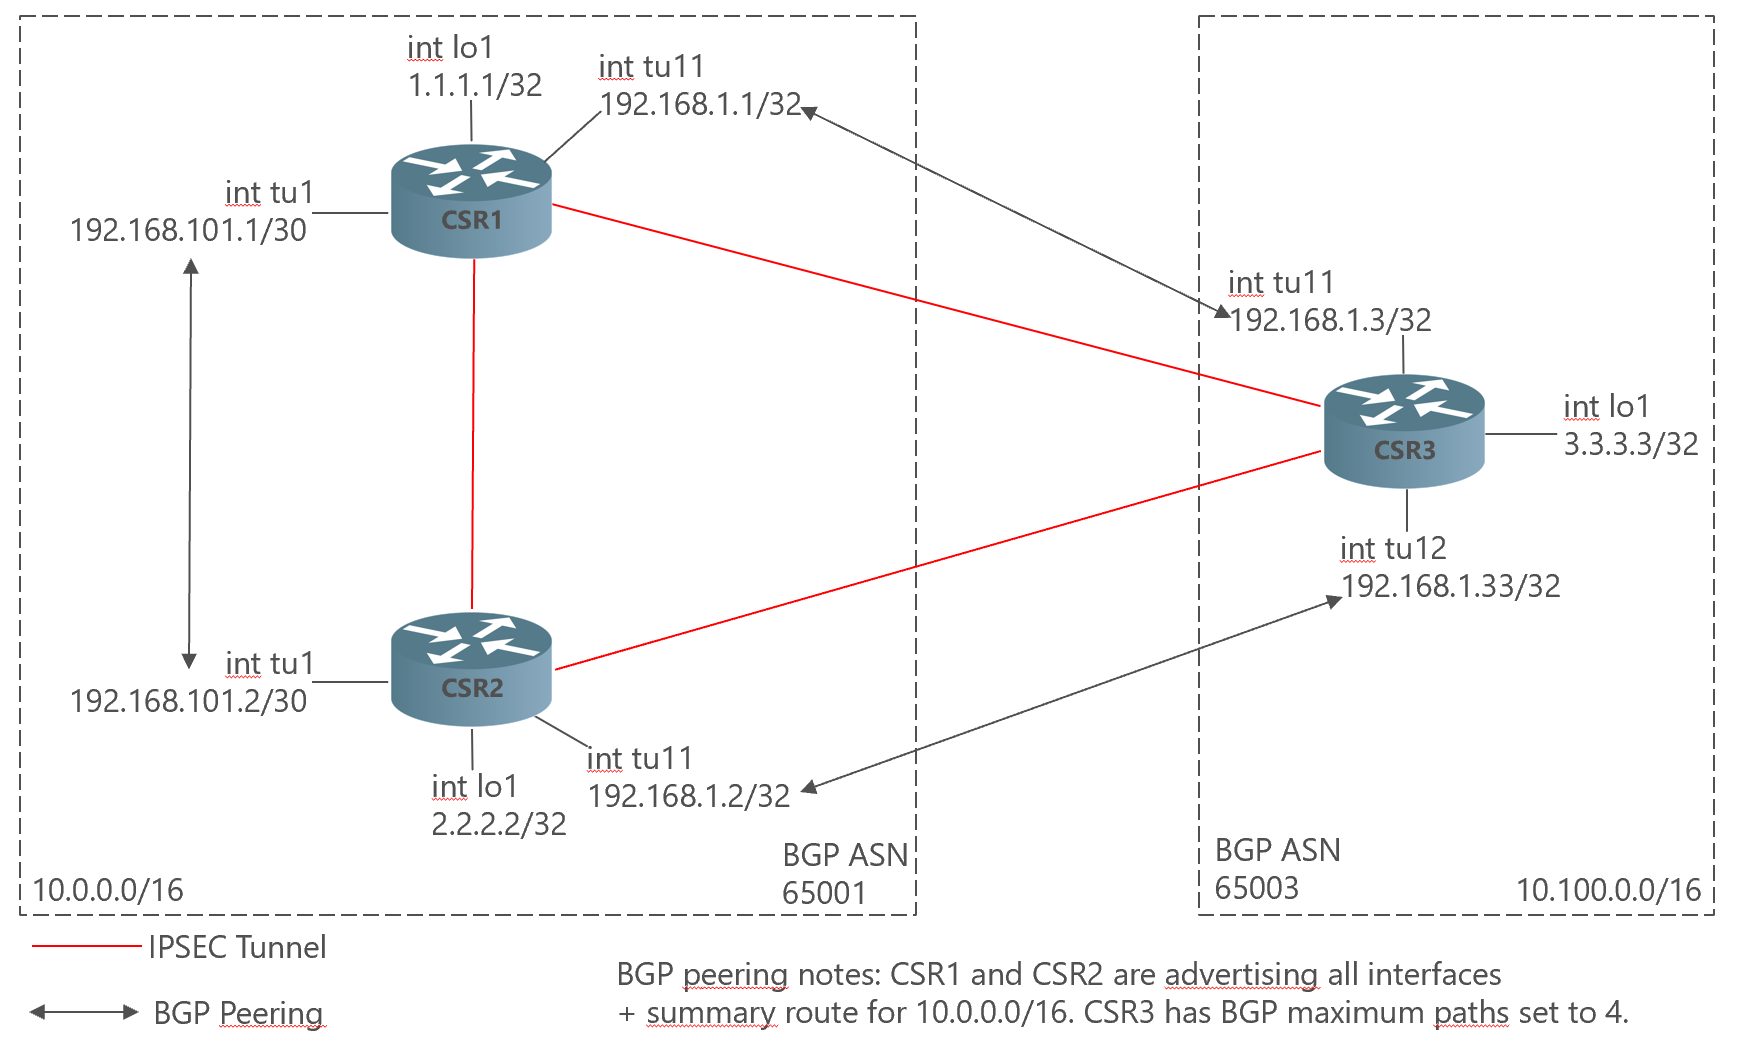 int lo1
1.1.1.1/32
int tu11
192.168.1.1/32
int tu1
192.168.101.1/30
CSR1
int tu11
192.168.1.3/32
int lo1
3.3.3.3/32
CSR3
int tu12
192.168.1.33/32
int tu1
192.168.101.2/30
CSR2
int tu11
192.168.1.2/32
int lo1
2.2.2.2/32
BGP ASN
65001
10.0.0.0/16
BGP ASN
65003
10.100.0.0/16
IPSEC Tunnel
BGP Peering
BGP peering notes: CSR1 and CSR2 are advertising all interfaces
+ summary route for 10.0.0.0/16. CSR3 has BGP maximum paths set to 4.